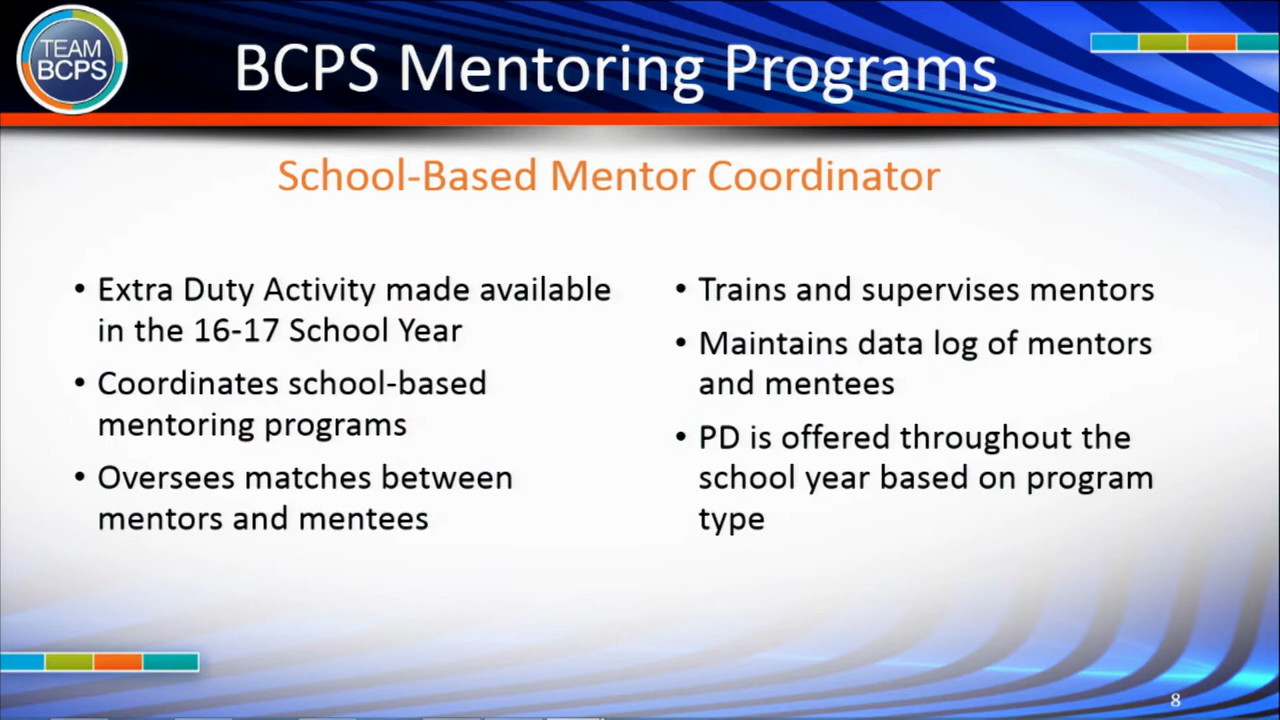 TEAM
BCPS
BCPS Mentoring Programs
School-Based Mentor Coordinator
• Extra Duty Activity made available
in the 16-17 School Year
• Coordinates school-based
mentoring programs
• Oversees matches between
mentors and mentees
• Trains and supervises mentors
• Maintains data log of mentors
and mentees
• PD is offered throughout the
school year based on program
type
8